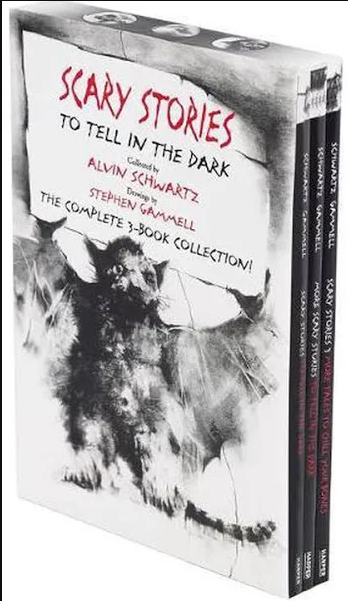 SCARY STORIES
TO TELL IN THE DARK
Collected by
ALVIN SCHWARTZ
Drawings by
STEPHEN GAMMELL
THE COMPLETE 3-BOOK COLLECTION!
SCHWARTZ GAMMELL SCARY STORIES TO TELL IN THE DARK HARPER
SCHWARTZ GAMMELL MORE SCARY STORIES TO TELL IN THE DARK HARPER
SCHWARTZ GAMMELL SCARY STORIES 3 MORE TALES TO CHILL YOUR BONES HARPER